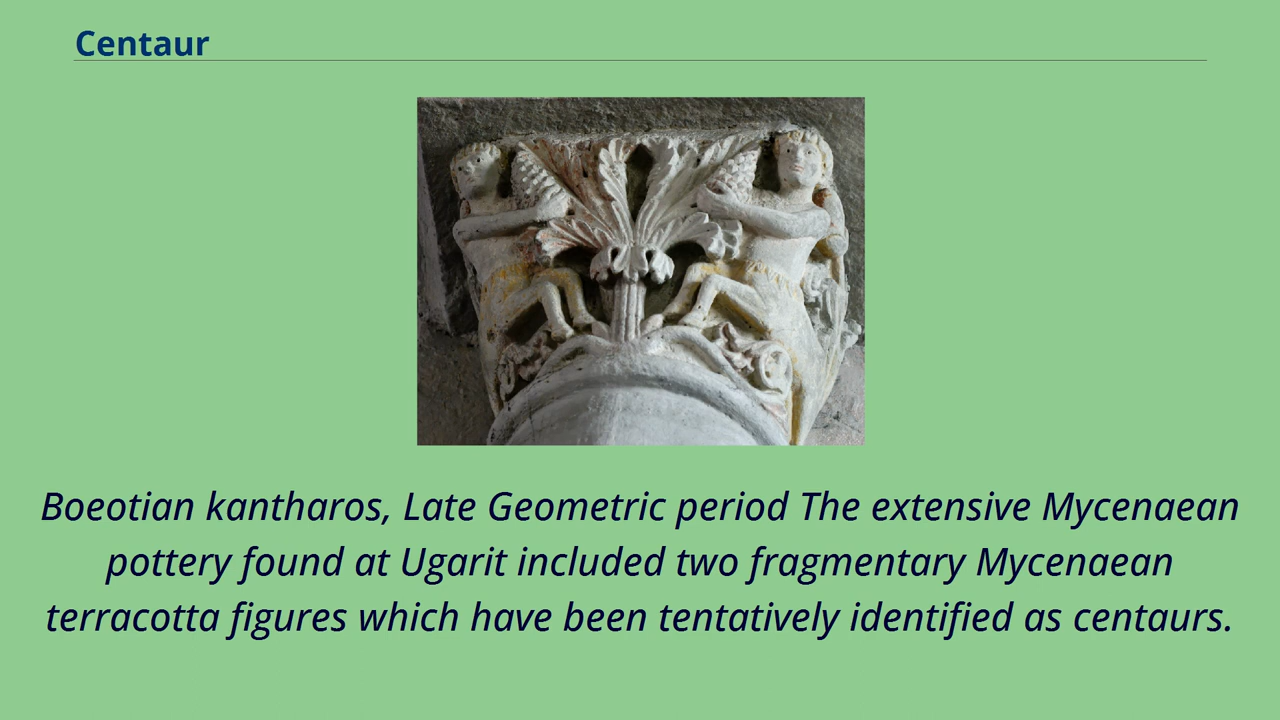 Centaur
Boeotian kantharos, Late Geometric period The extensive Mycenaean
pottery found at Ugarit included two fragmentary Mycenaean
terracotta figures which have been tentatively identified as centaurs.